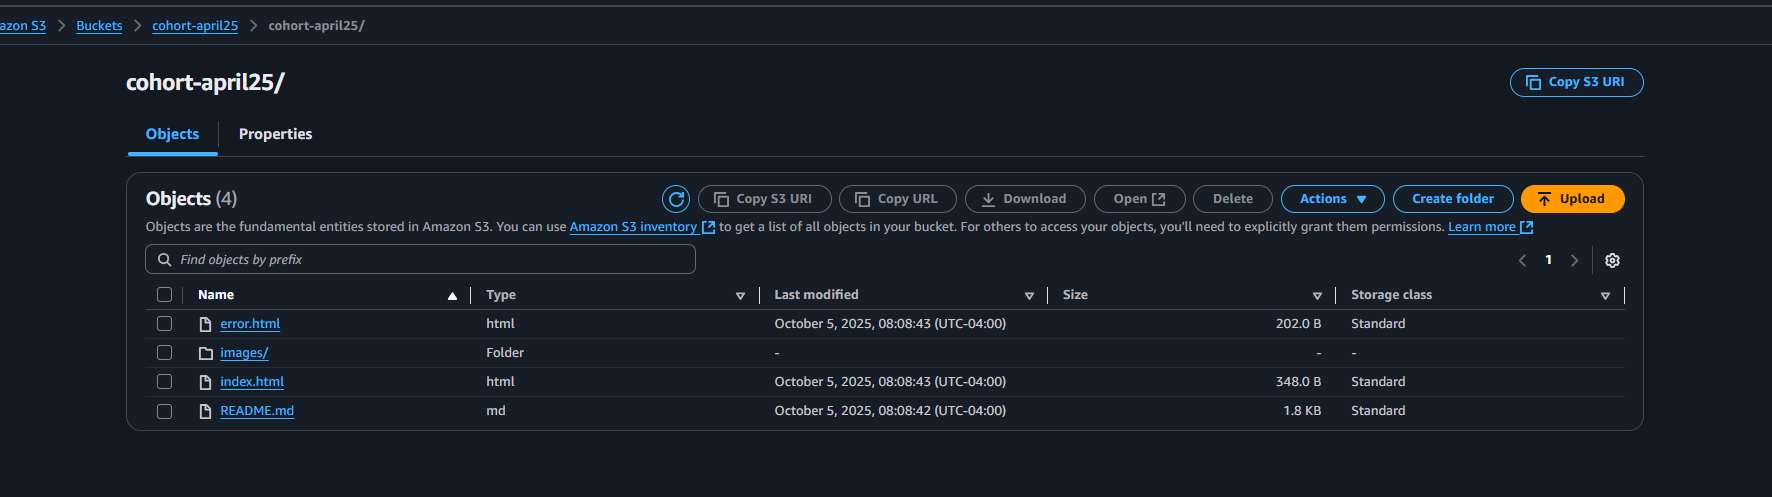 azon S3 > Buckets > cohort-april25 > cohort-april25/
cohort-april25/
Copy S3 URI
Objects Properties
Objects (4)
Copy S3 URI Copy URL Download Open Delete Actions Create folder Upload
Objects are the fundamental entities stored in Amazon S3. You can use Amazon S3 inventory to get a list of all objects in your bucket. For others to access your objects, you'll need to explicitly grant them permissions. Learn more
Find objects by prefix
1
Name Type Last modified Size Storage class
error.html html October 5, 2025, 08:08:43 (UTC-04:00) 202.0 B Standard
images/ Folder - - -
index.html html October 5, 2025, 08:08:43 (UTC-04:00) 348.0 B Standard
README.md md October 5, 2025, 08:08:42 (UTC-04:00) 1.8 KB Standard